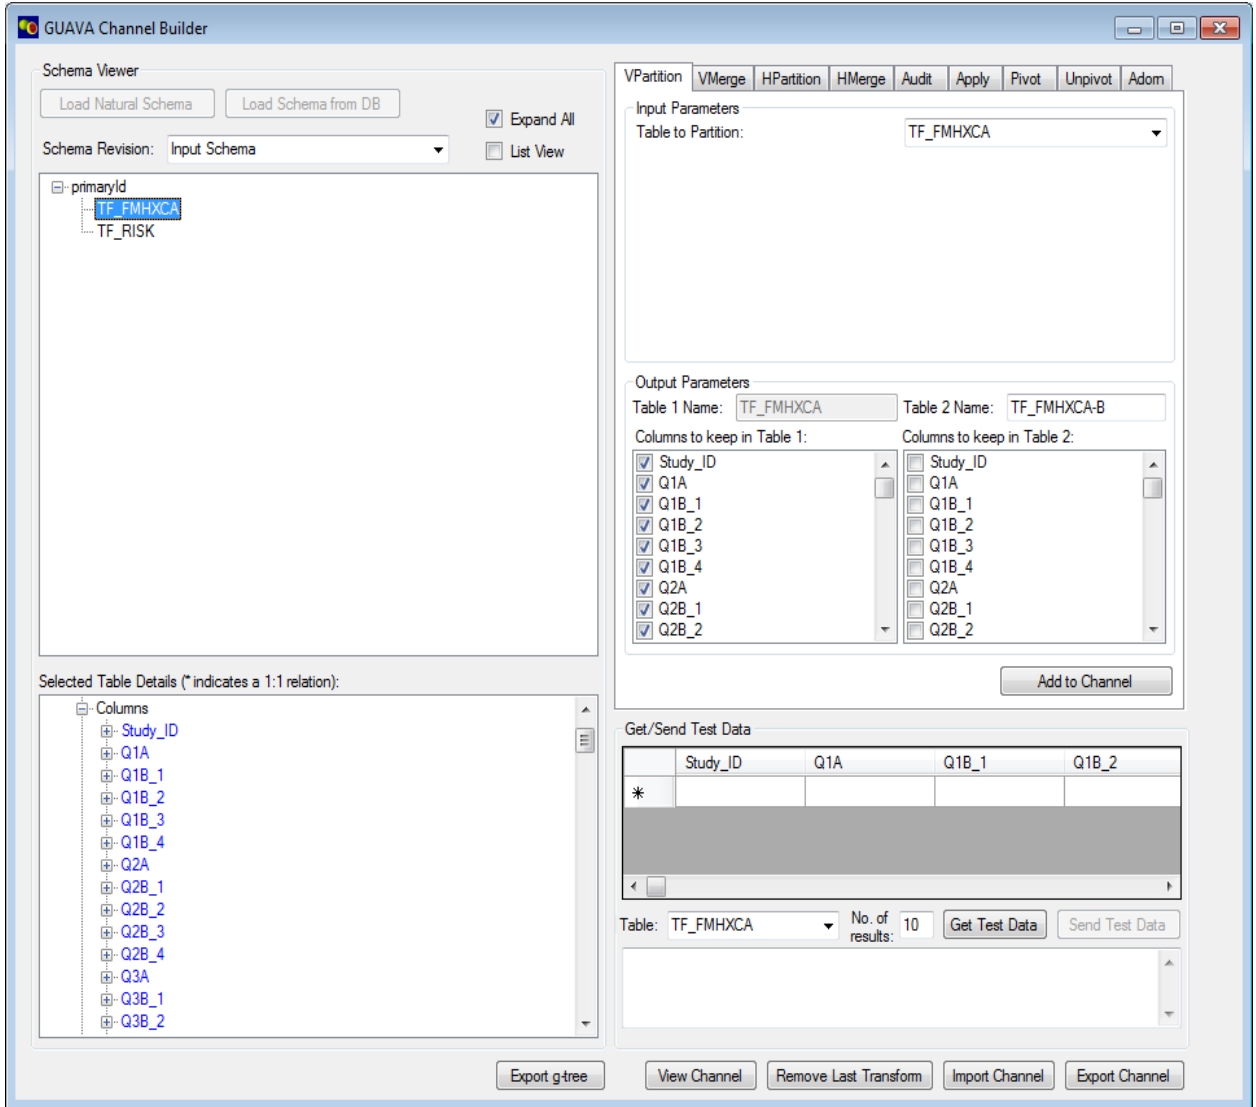 GUAVA Channel Builder
Schema Viewer
Load Natural Schema
Load Schema from DB
Expand All
Schema Revision:
Input Schema
List View
primaryId
TF_FMHXCA
TF_RISK
Selected Table Details (* indicates a 1:1 relation):
Columns
Study_ID
Q1A
Q1B_1
Q1B_2
Q1B_3
Q1B_4
Q2A
Q2B_1
Q2B_2
Q2B_3
Q2B_4
Q3A
Q3B_1
Q3B_2
Export g-tree
VPartition VMerge HPartition HMerge Audit Apply Pivot Unpivot Adorn
Input Parameters
Table to Partition: TF_FMHXCA
Output Parameters
Table 1 Name: TF_FMHXCA Table 2 Name: TF_FMHXCA-B
Columns to keep in Table 1: Columns to keep in Table 2:
Study_ID Study_ID
Q1A Q1A
Q1B_1 Q1B_1
Q1B_2 Q1B_2
Q1B_3 Q1B_3
Q1B_4 Q1B_4
Q2A Q2A
Q2B_1 Q2B_1
Q2B_2 Q2B_2
Add to Channel
Get/Send Test Data
Study_ID Q1A Q1B_1 Q1B_2
*
Table: TF_FMHXCA No. of results: 10 Get Test Data Send Test Data
View Channel Remove Last Transform Import Channel Export Channel